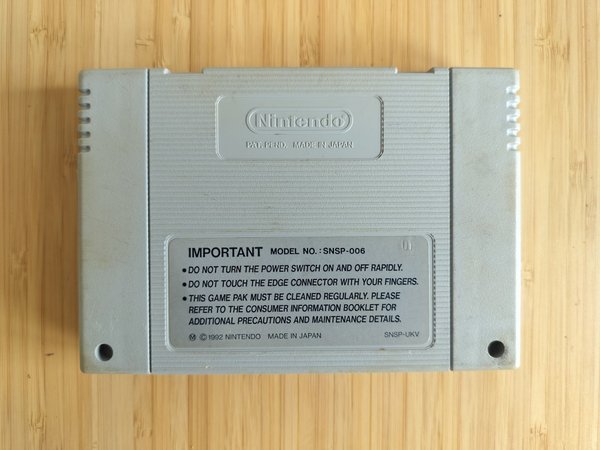 Nintendo
PAT. PEND. MADE IN JAPAN
IMPORTANT MODEL NO.: SNSP-006
• DO NOT TURN THE POWER SWITCH ON AND OFF RAPIDLY.
• DO NOT TOUCH THE EDGE CONNECTOR WITH YOUR FINGERS.
• THIS GAME PAK MUST BE CLEANED REGULARLY. PLEASE
REFER TO THE CONSUMER INFORMATION BOOKLET FOR
ADDITIONAL PRECAUTIONS AND MAINTENANCE DETAILS.
Ⓜ ©1992 NINTENDO MADE IN JAPAN SNSP-UKV